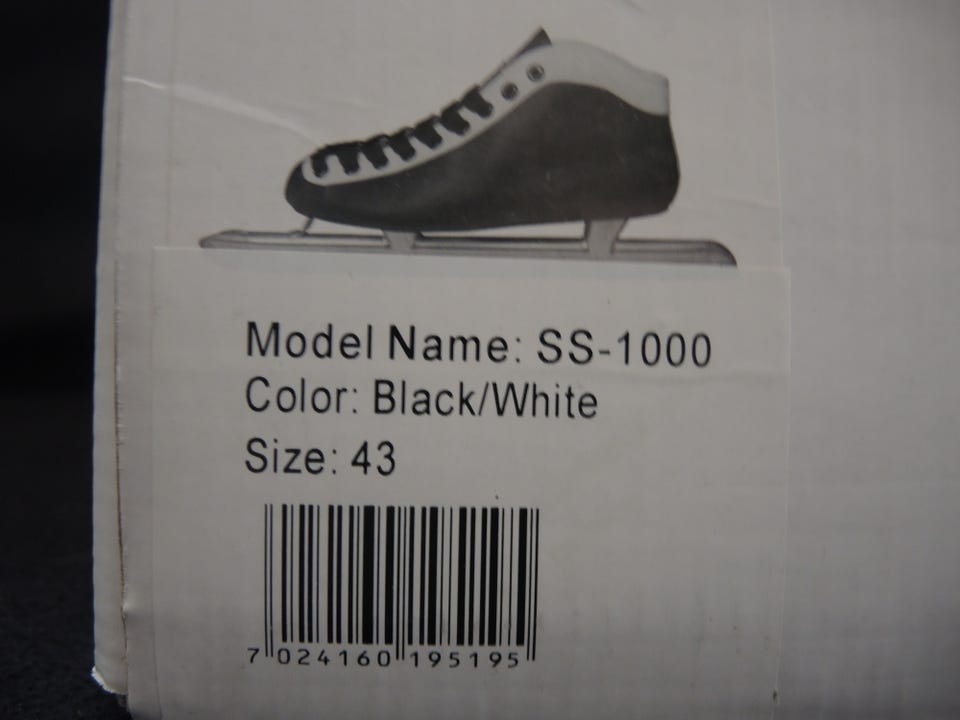 Model Name: SS-1000
Color: Black/White
Size: 43
7 024160 195195